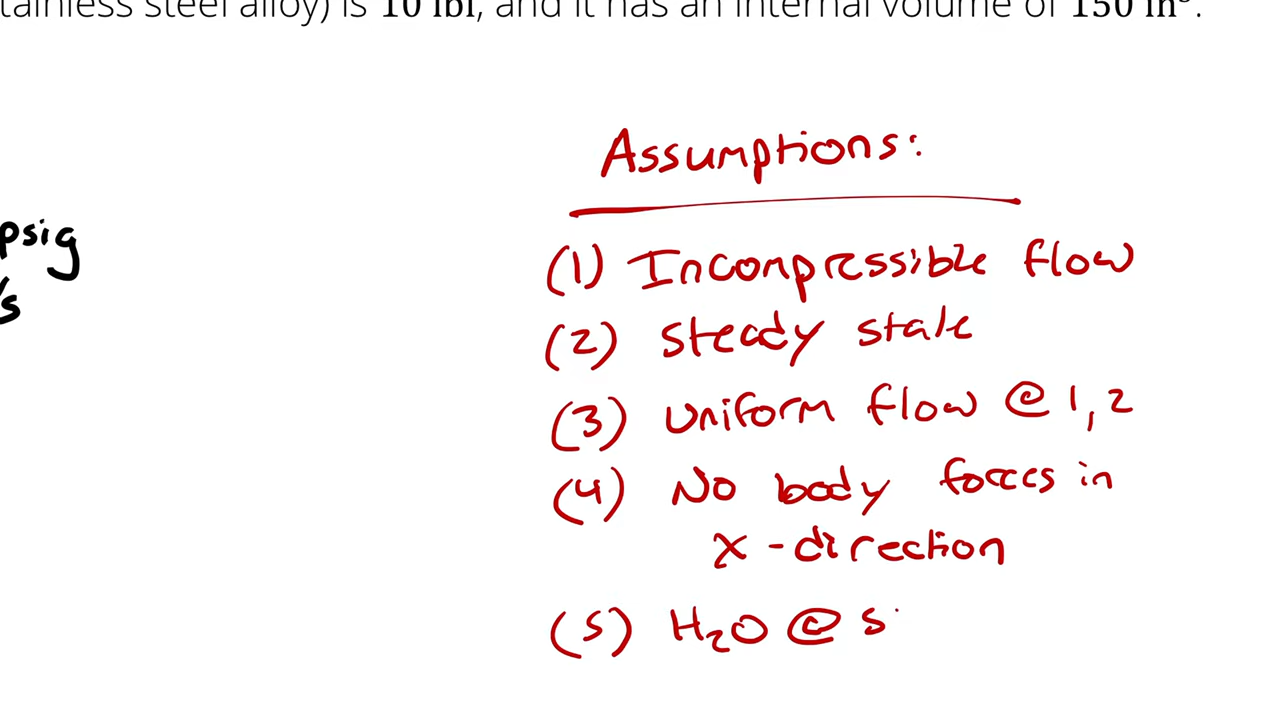 tainless steel alloy) is 10 lbf, and it has an internal volume of 150 in³.
Assumptions:
psig
/s
(1) Incompressible flow
(2) steady state
(3) uniform flow @ 1, 2
(4) No body forces in
x-direction
(5) H₂O @ s